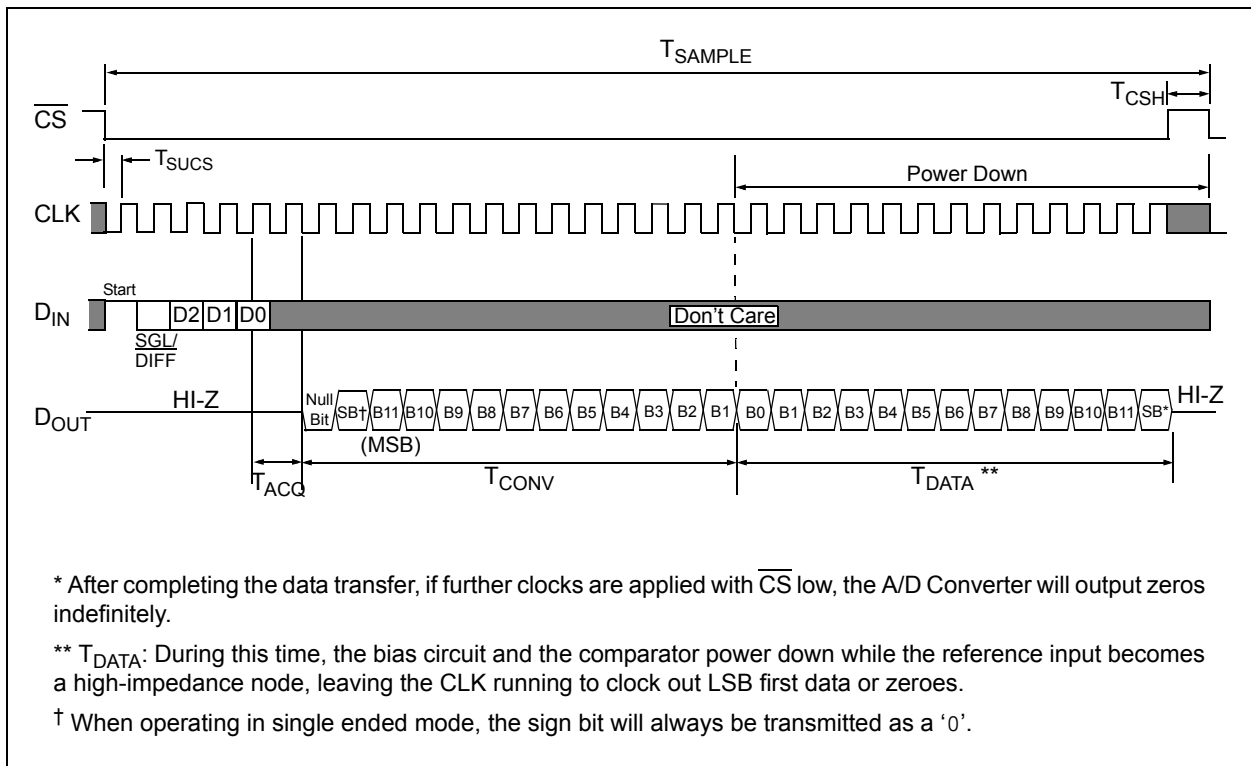 TSAMPLE
TCSH
CS
TSUCS
Power Down
CLK
Start
DIN
D2 D1 D0
Don't Care
SGL/
DIFF
HI-Z
Null
Bit
SB† B11 B10 B9 B8 B7 B6 B5 B4 B3 B2 B1 B0 B1 B2 B3 B4 B5 B6 B7 B8 B9 B10 B11 SB*
HI-Z
DOUT
(MSB)
TACQ
TCONV
TDATA **
* After completing the data transfer, if further clocks are applied with CS low, the A/D Converter will output zeros
indefinitely.
** TDATA: During this time, the bias circuit and the comparator power down while the reference input becomes
a high-impedance node, leaving the CLK running to clock out LSB first data or zeroes.
† When operating in single ended mode, the sign bit will always be transmitted as a ‘0’.